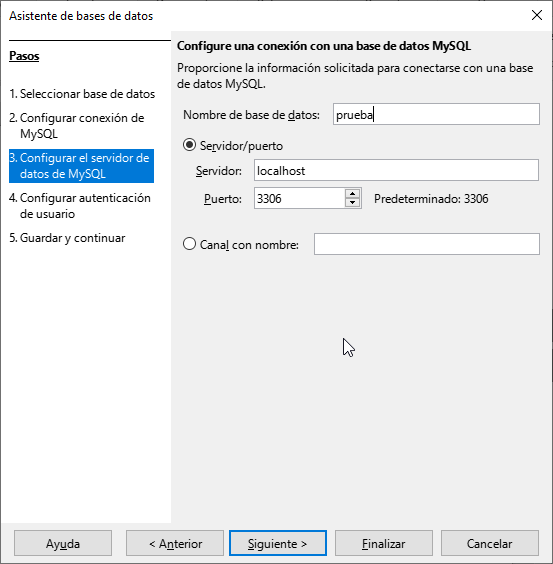 Asistente de bases de datos
Pasos
1. Seleccionar base de datos
2. Configurar conexión de
MySQL
3. Configurar el servidor de
datos de MySQL
4. Configurar autenticación
de usuario
5. Guardar y continuar
Configure una conexión con una base de datos MySQL
Proporcione la información solicitada para conectarse con una base
de datos MySQL.
Nombre de base de datos: prueba
Servidor/puerto
Servidor: localhost
Puerto: 3306 Predeterminado: 3306
Canal con nombre:
Ayuda < Anterior Siguiente > Finalizar Cancelar